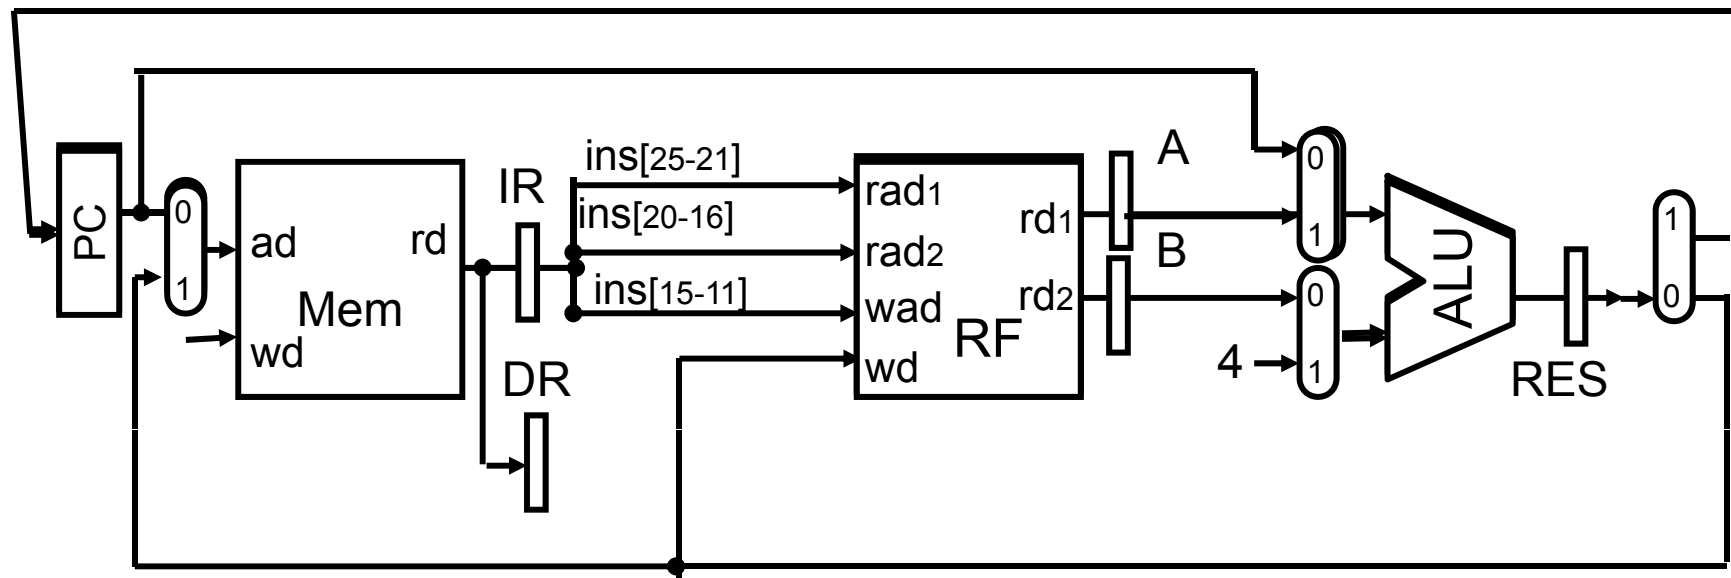 PC
0
1
ad
rd
Mem
wd
IR
DR
ins[25-21]
ins[20-16]
ins[15-11]
rad1
rad2
wad
wd
rd1
rd2
RF
A
B
0
1
0
4
1
ALU
RES
1
0